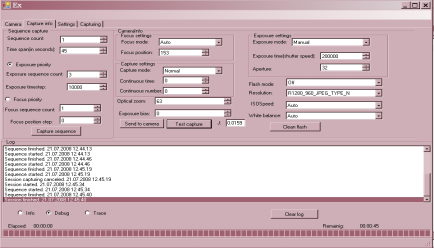 Ex
Camera Capture info Settings Capturing
Sequence capture
Sequence count: 1
Time span(in seconds): 45
Exposure priority
Exposure sequence count: 3
Exposure timestep: 10000
Focus priority
Focus sequence count: 1
Focus position step: 0
Capture sequence
General info
Focus settings
Focus mode: Auto
Focus position: 153
Capture settings
Capture mode: Normal
Continuous time: 0
Continuous number: 0
Optical zoom: 63
Exposure bias: 0
Send to camera Test capture 0.0159
Exposure settings
Exposure mode: Manual
Exposure time(shutter speed): 200000
Aperture: 32
Flash mode: OK
Resolution: R1280_960_JPEG_TYPE_N
ISOSpeed: Auto
White balance: Auto
Clean flash
Log
Sequence finished. 21.07.2008 12.44.13
Sequence started. 21.07.2008 12.44.13
Sequence finished. 21.07.2008 12.44.46
Sequence started. 21.07.2008 12.44.46
Sequence finished. 21.07.2008 12.45.19
Sequence started. 21.07.2008 12.45.19
Session capturing canceled. 21.07.2008 12.45.19
Session started. 21.07.2008 12.45.34
Sequence started. 21.07.2008 12.45.34
Sequence finished. 21.07.2008 12.45.40
Session finished. 21.07.2008 12.45.40
Info Debug Trace Clear log
Elapsed: 00:00:00 Remaining: 00:00:45